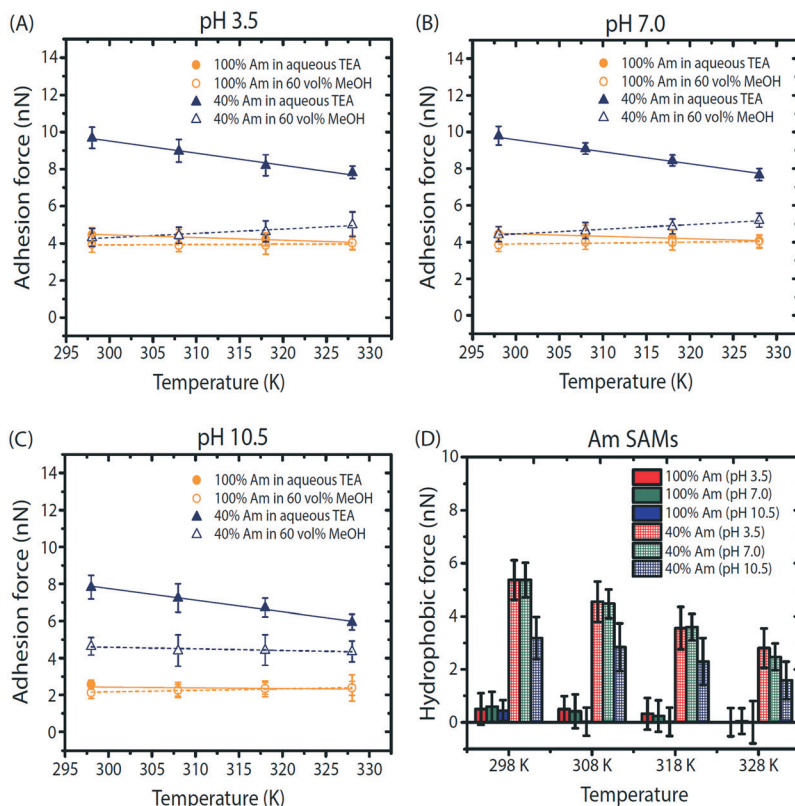 (A)
pH 3.5
100% Am in aqueous TEA
100% Am in 60 vol% MeOH
40% Am in aqueous TEA
40% Am in 60 vol% MeOH
Adhesion force (nN)
14
12
10
8
6
4
2
0
295 300 305 310 315 320 325 330
Temperature (K)
(B)
pH 7.0
100% Am in aqueous TEA
100% Am in 60 vol% MeOH
40% Am in aqueous TEA
40% Am in 60 vol% MeOH
Adhesion force (nN)
14
12
10
8
6
4
2
0
295 300 305 310 315 320 325 330
Temperature (K)
(C)
pH 10.5
100% Am in aqueous TEA
100% Am in 60 vol% MeOH
40% Am in aqueous TEA
40% Am in 60 vol% MeOH
Adhesion force (nN)
14
12
10
8
6
4
2
0
295 300 305 310 315 320 325 330
Temperature (K)
(D)
Am SAMs
100% Am (pH 3.5)
100% Am (pH 7.0)
100% Am (pH 10.5)
40% Am (pH 3.5)
40% Am (pH 7.0)
40% Am (pH 10.5)
Hydrophobic force (nN)
10
8
6
4
2
0
298 K 308 K 318 K 328 K
Temperature